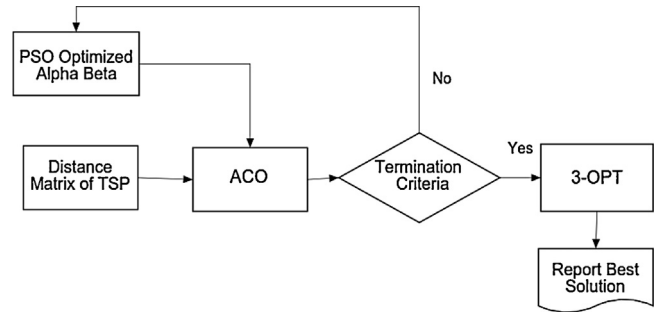 PSO Optimized
Alpha Beta
No
Distance
Matrix of TSP
ACO
Termination
Criteria
Yes
3-OPT
Report Best
Solution